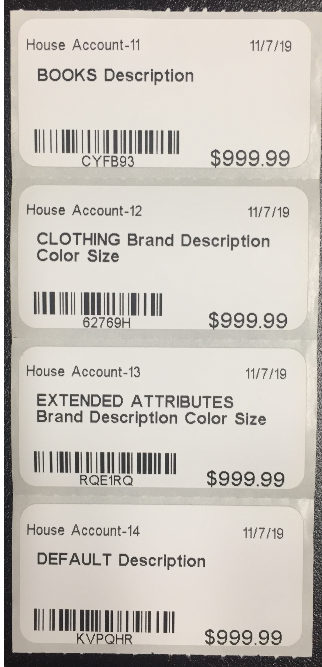 House Account-11 11/7/19
BOOKS Description
CYFB93 $999.99
House Account-12 11/7/19
CLOTHING Brand Description
Color Size
62769H $999.99
House Account-13 11/7/19
EXTENDED ATTRIBUTES
Brand Description Color Size
RQE1RQ $999.99
House Account-14 11/7/19
DEFAULT Description
KVPQHR $999.99